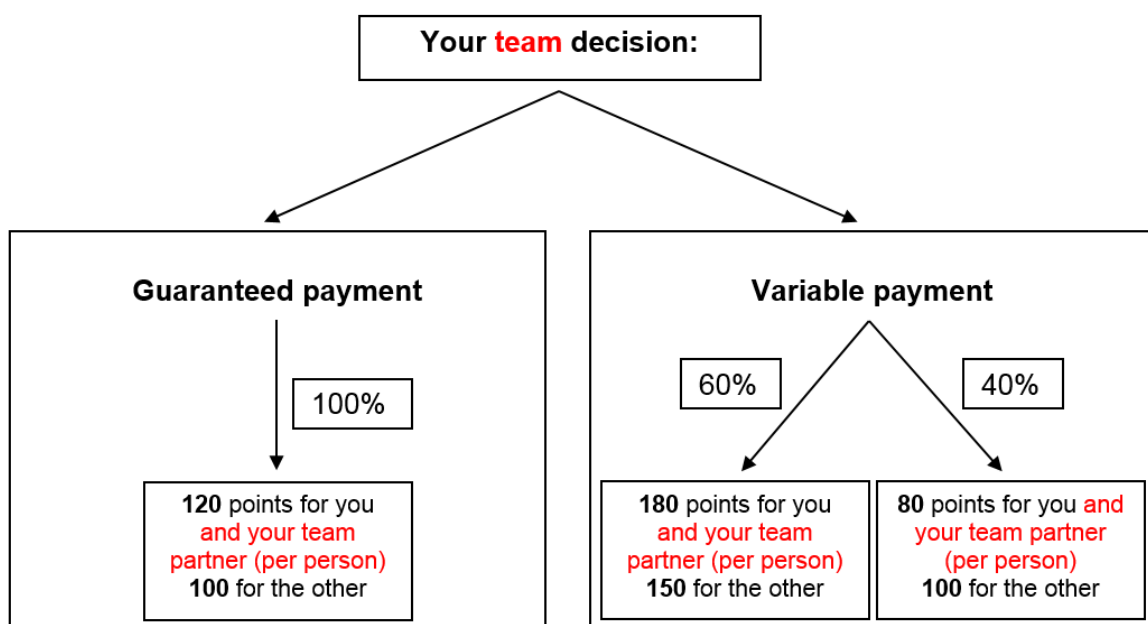 Your team decision:
Guaranteed payment
100%
120 points for you
and your team
partner (per person)
100 for the other
Variable payment
60%
40%
180 points for you
and your team
partner (per person)
150 for the other
80 points for you and
your team partner
(per person)
100 for the other